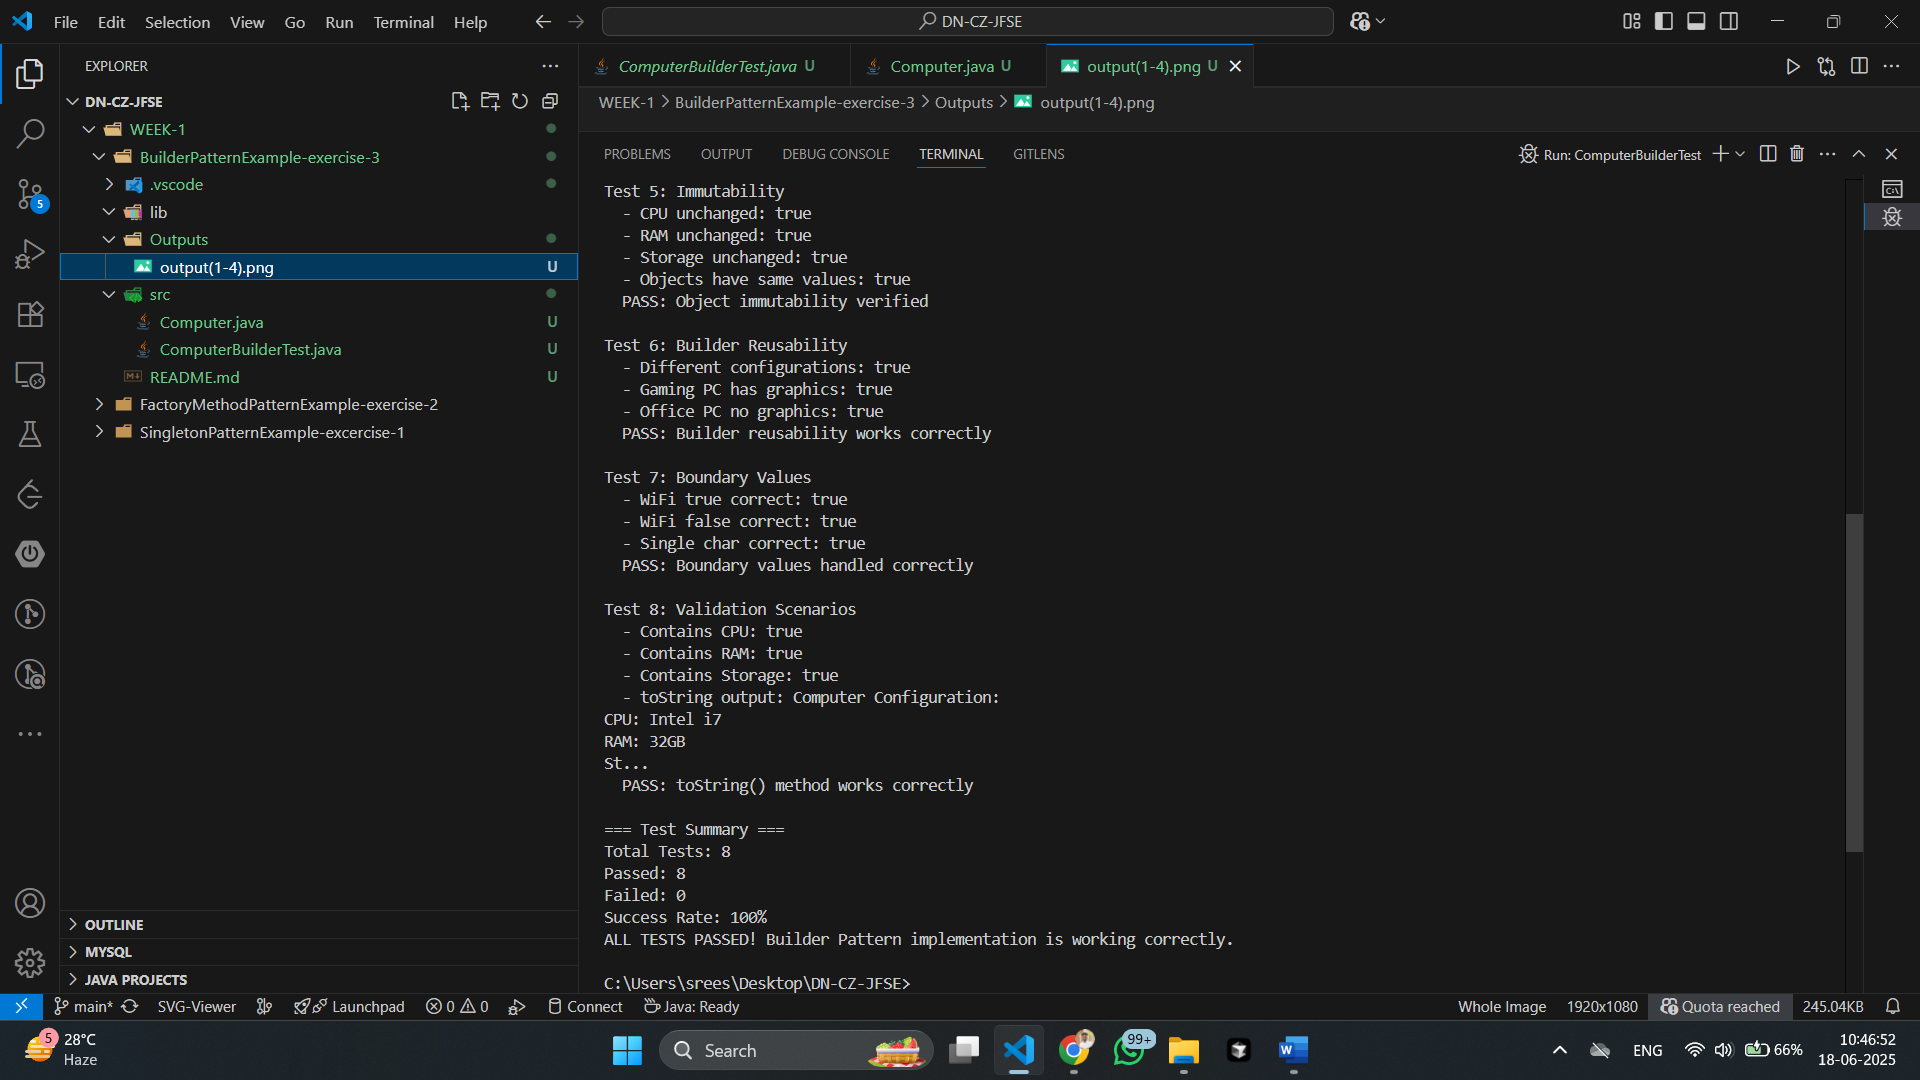 File Edit Selection View Go Run Terminal Help
DN-CZ-JFSE
EXPLORER
DN-CZ-JFSE
WEEK-1
BuilderPatternExample-exercise-3
.vscode
lib
Outputs
output(1-4).png U
src
Computer.java U
ComputerBuilderTest.java U
README.md U
FactoryMethodPatternExample-exercise-2
SingletonPatternExample-excercise-1
OUTLINE
MYSQL
JAVA PROJECTS
5
ComputerBuilderTest.java U
Computer.java U
output(1-4).png U
WEEK-1 > BuilderPatternExample-exercise-3 > Outputs > output(1-4).png
PROBLEMS OUTPUT DEBUG CONSOLE TERMINAL GITLENS
Run: ComputerBuilderTest
Test 5: Immutability
- CPU unchanged: true
- RAM unchanged: true
- Storage unchanged: true
- Objects have same values: true
PASS: Object immutability verified
Test 6: Builder Reusability
- Different configurations: true
- Gaming PC has graphics: true
- Office PC no graphics: true
PASS: Builder reusability works correctly
Test 7: Boundary Values
- WiFi true correct: true
- WiFi false correct: true
- Single char correct: true
PASS: Boundary values handled correctly
Test 8: Validation Scenarios
- Contains CPU: true
- Contains RAM: true
- Contains Storage: true
- toString output: Computer Configuration:
CPU: Intel i7
RAM: 32GB
St...
PASS: toString() method works correctly
=== Test Summary ===
Total Tests: 8
Passed: 8
Failed: 0
Success Rate: 100%
ALL TESTS PASSED! Builder Pattern implementation is working correctly.
C:\Users\srees\Desktop\DN-CZ-JFSE>
main* SVG-Viewer Launchpad 0 0 Connect Java: Ready
Whole Image 1920x1080 Quota reached 245.04KB
5
28°C
Haze
Search
99+
ENG
66%
10:46:52
18-06-2025